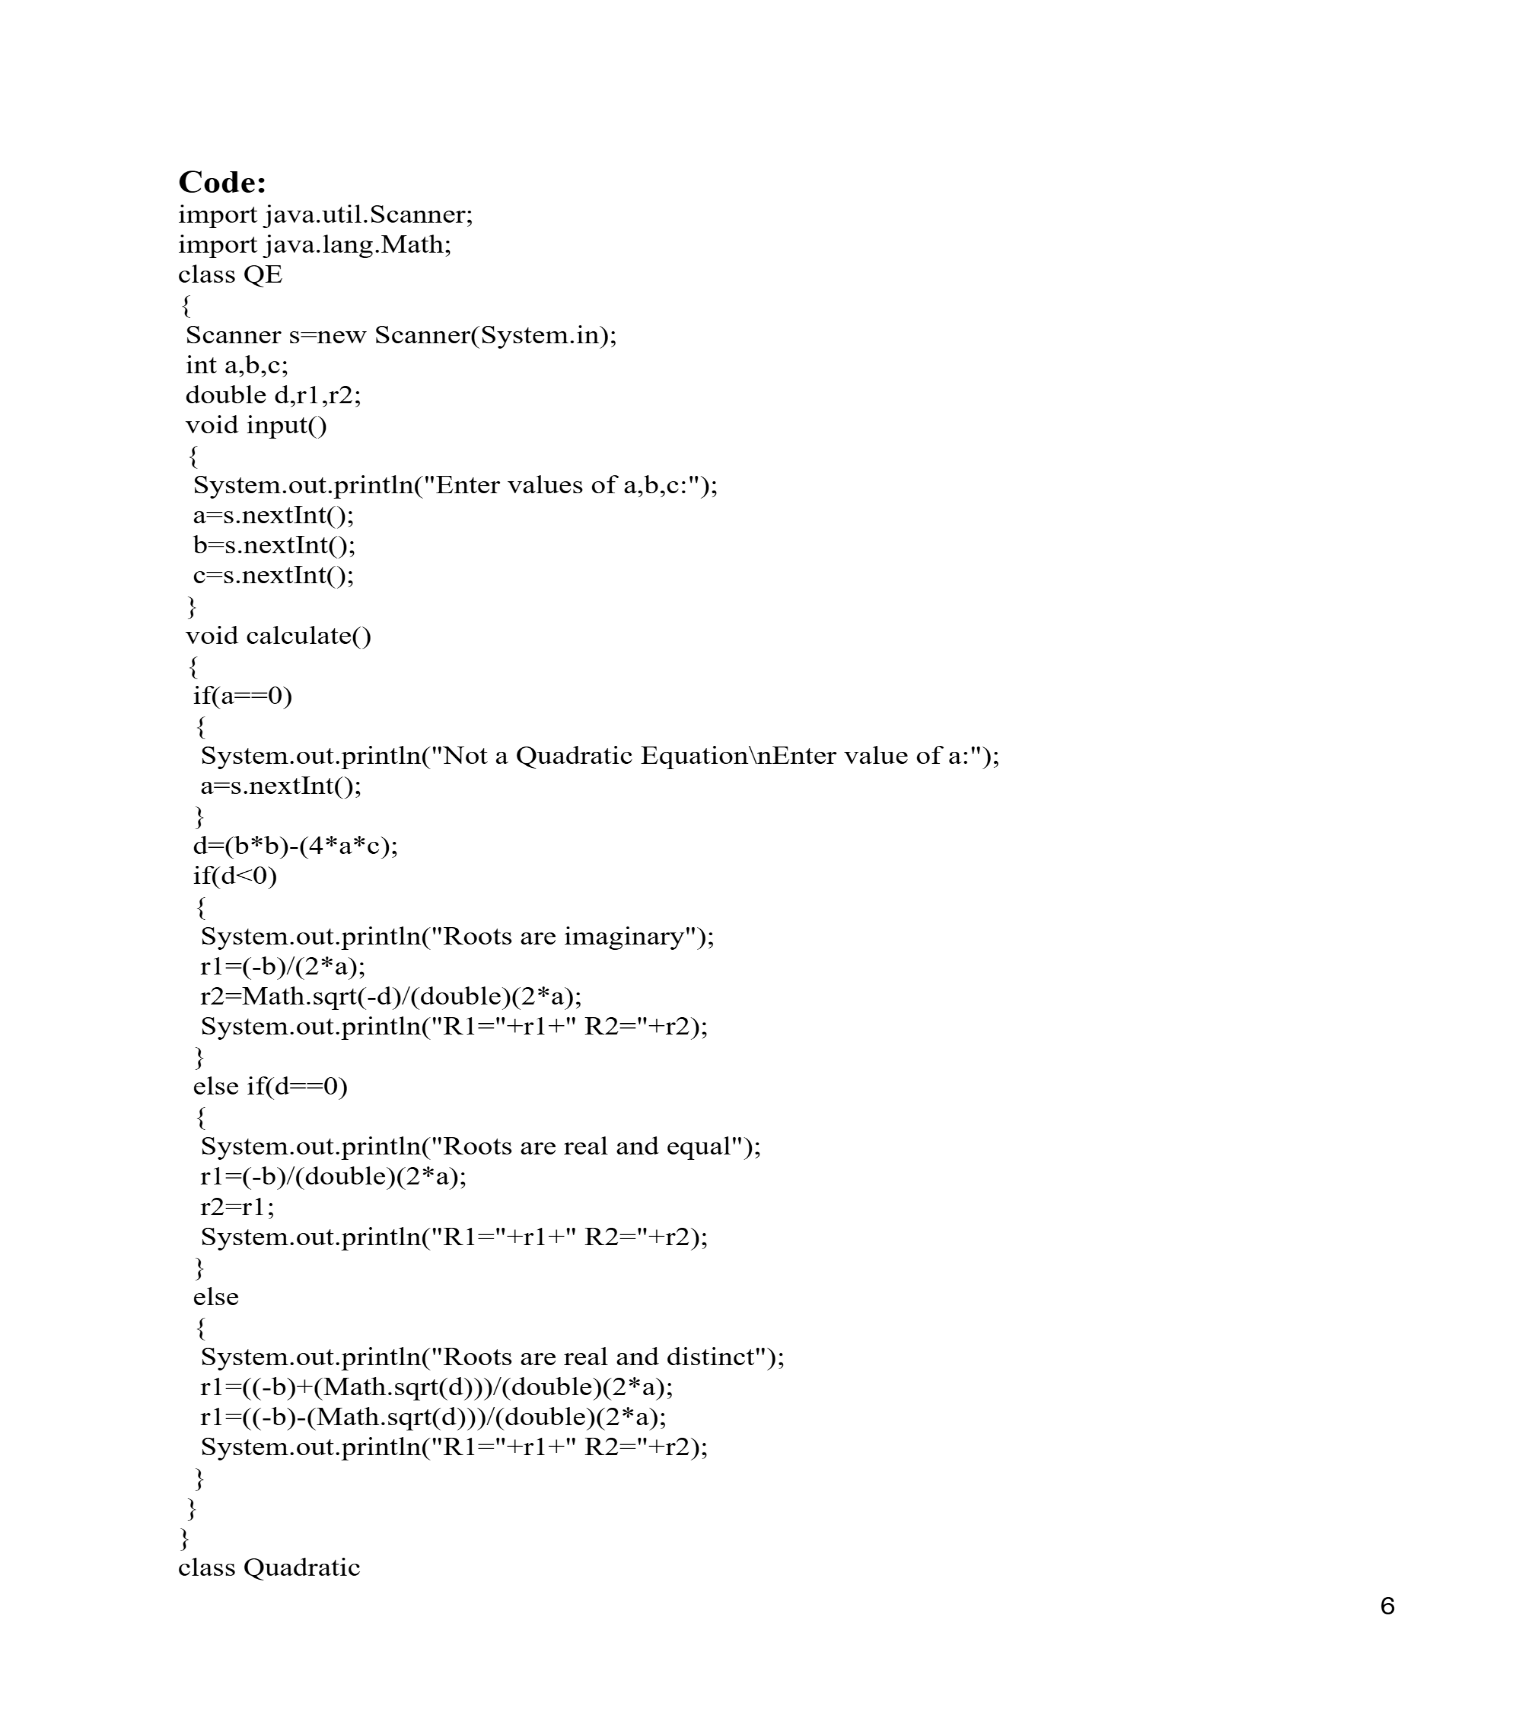 Code:
import java.util.Scanner;
import java.lang.Math;
class QE
{
Scanner s=new Scanner(System.in);
int a,b,c;
double d,r1,r2;
void input()
{
System.out.println("Enter values of a,b,c:");
a=s.nextInt();
b=s.nextInt();
c=s.nextInt();
}
void calculate()
{
if(a==0)
{
System.out.println("Not a Quadratic Equation\nEnter value of a:");
a=s.nextInt();
}
d=(b*b)-(4*a*c);
if(d<0)
{
System.out.println("Roots are imaginary");
r1=(-b)/(2*a);
r2=Math.sqrt(-d)/(double)(2*a);
System.out.println("R1="+r1+" R2="+r2);
}
else if(d==0)
{
System.out.println("Roots are real and equal");
r1=(-b)/(double)(2*a);
r2=r1;
System.out.println("R1="+r1+" R2="+r2);
}
else
{
System.out.println("Roots are real and distinct");
r1=((-b)+(Math.sqrt(d)))/(double)(2*a);
r1=((-b)-(Math.sqrt(d)))/(double)(2*a);
System.out.println("R1="+r1+" R2="+r2);
}
}
}
class Quadratic
6